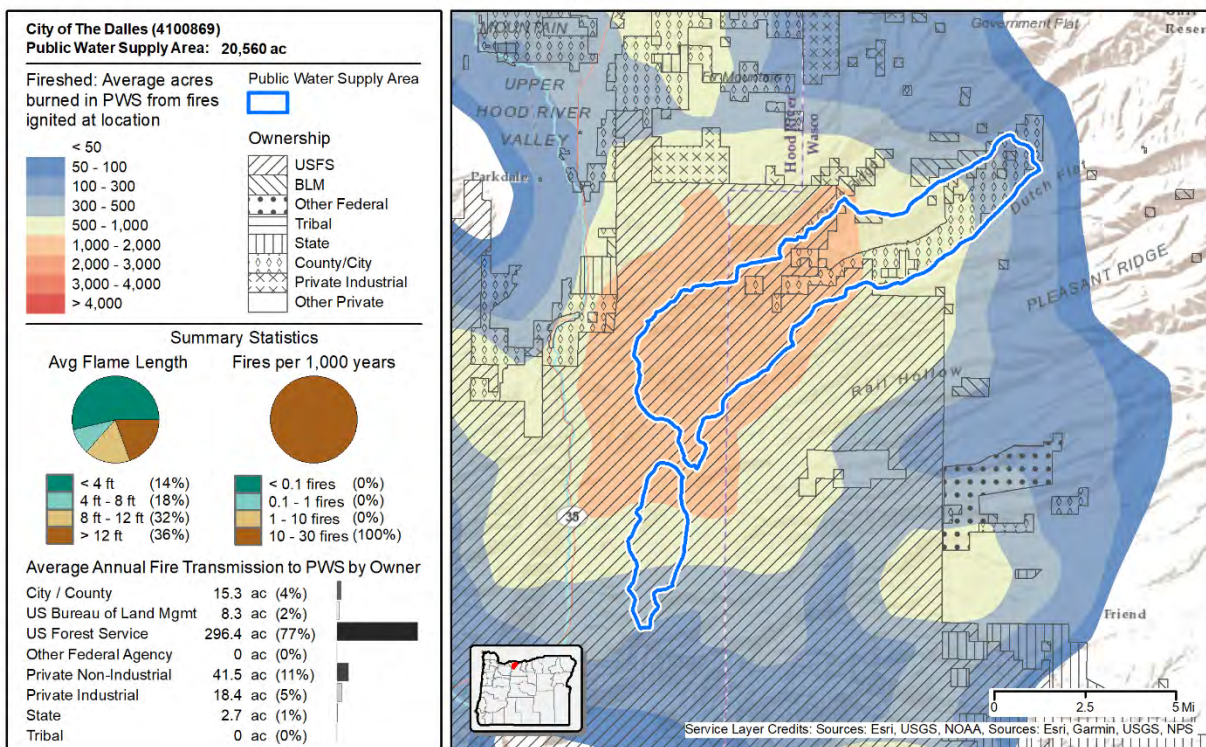 City of The Dalles (4100869)
Public Water Supply Area: 20,560 ac
Fireshed: Average acres
burned in PWS from fires
ignited at location
< 50
50 - 100
100 - 300
300 - 500
500 - 1,000
1,000 - 2,000
2,000 - 3,000
3,000 - 4,000
> 4,000
Public Water Supply Area
Ownership
USFS
BLM
Other Federal
Tribal
State
County/City
Private Industrial
Other Private
Summary Statistics
Avg Flame Length
< 4 ft (14%)
4 ft - 8 ft (18%)
8 ft - 12 ft (32%)
> 12 ft (36%)
Fires per 1,000 years
< 0.1 fires (0%)
0.1 - 1 fires (0%)
1 - 10 fires (0%)
10 - 30 fires (100%)
Average Annual Fire Transmission to PWS by Owner
City / County 15.3 ac (4%)
US Bureau of Land Mgmt 8.3 ac (2%)
US Forest Service 296.4 ac (77%)
Other Federal Agency 0 ac (0%)
Private Non-Industrial 41.5 ac (11%)
Private Industrial 18.4 ac (5%)
State 2.7 ac (1%)
Tribal 0 ac (0%)
MOUNTAIN
Government Flat
Reser
UPPER
HOOD RIVER
VALLEY
Mountain
Hood River
Wasco
Parkdale
Dutch Flat
PLEASANT RIDGE
Rail Hollow
35
Friend
0 2.5 5 Mi
Service Layer Credits: Sources: Esri, USGS, NOAA, Sources: Esri, Garmin, USGS, NPS